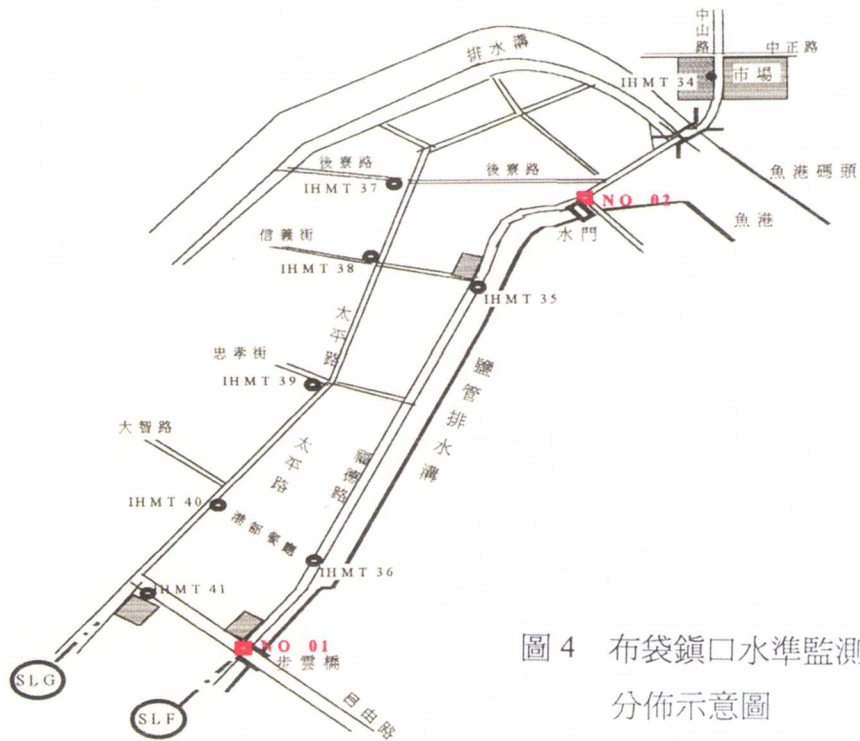 中山路
中正路
排水溝
IHMT 34
市場
後寮路
後寮路
IHMT 37
魚港碼頭
NO 02
魚港
信義街
水門
IHMT 38
IHMT 35
太平路
忠孝街
鹽管排水溝
IHMT 39
大智路
太平路
福德路
IHMT 40
港都餐廳
IHMT 36
IHMT 41
NO 01
步雲橋
自由路
SLG
SLF
圖 4 布袋鎮口水準監測
分佈示意圖